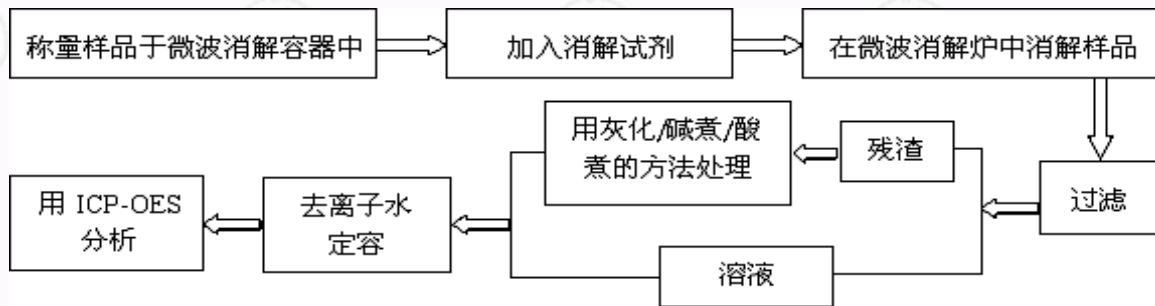 称量样品于微波消解容器中
加入消解试剂
在微波消解炉中消解样品
过滤
残渣
用灰化/碱煮/酸
煮的方法处理
溶液
去离子水
定容
用 ICP-OES
分析